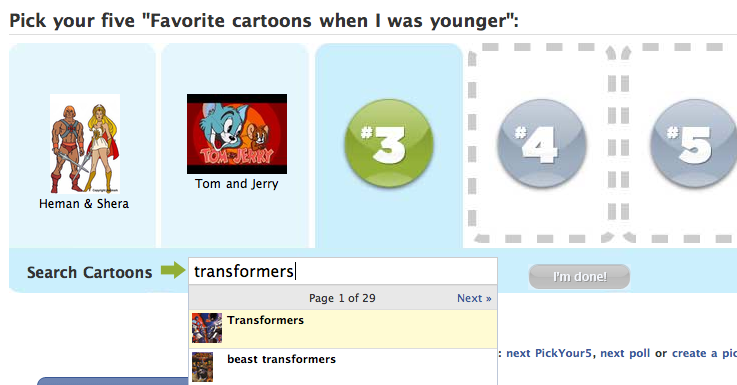 Pick your five "Favorite cartoons when I was younger":
TOM and JERRY
#3
#4
#5
Heman & Shera
Tom and Jerry
Search Cartoons
transformers
I'm done!
Page 1 of 29
Next »
Transformers
beast transformers
: next PickYour5, next poll or create a pic